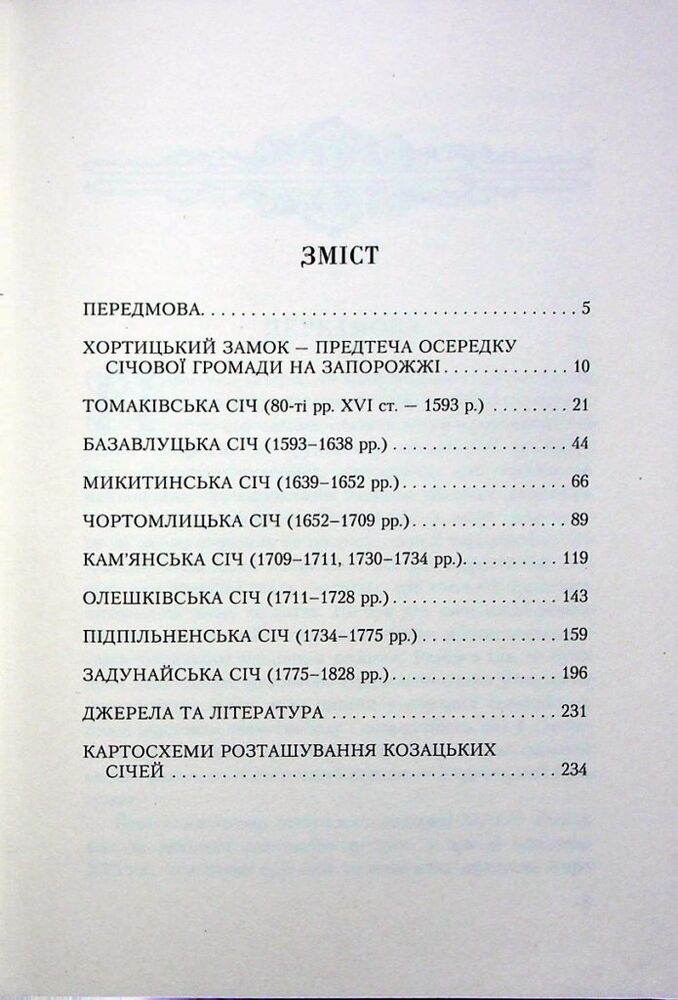 ЗМІСТ
ПЕРЕДМОВА. . . . . . . . . . . . . . . . . . . . . . . . . . . . . . . . . . . . . 5
ХОРТИЦЬКИЙ ЗАМОК – ПРЕДТЕЧА ОСЕРЕДКУ
СІЧОВОЇ ГРОМАДИ НА ЗАПОРОЖЖІ . . . . . . . . . . . . 10
ТОМАКІВСЬКА СІЧ (80-ті рр. XVI ст. – 1593 р.) . . . . . . . . 21
БАЗАВЛУЦЬКА СІЧ (1593–1638 рр.) . . . . . . . . . . . . . . . . . 44
МИКИТИНСЬКА СІЧ (1639–1652 рр.). . . . . . . . . . . . . . . . 66
ЧОРТОМЛИЦЬКА СІЧ (1652–1709 рр.). . . . . . . . . . . . . . . 89
КАМ’ЯНСЬКА СІЧ (1709–1711, 1730–1734 рр.). . . . . . . . . . 119
ОЛЕШКІВСЬКА СІЧ (1711–1728 рр.) . . . . . . . . . . . . . . . . 143
ПІДПІЛЬНЕНСЬКА СІЧ (1734–1775 рр.) . . . . . . . . . . . . . 159
ЗАДУНАЙСЬКА СІЧ (1775–1828 рр.). . . . . . . . . . . . . . . . 196
ДЖЕРЕЛА ТА ЛІТЕРАТУРА . . . . . . . . . . . . . . . . . . . . . 231
КАРТОСХЕМИ РОЗТАШУВАННЯ КОЗАЦЬКИХ
СІЧЕЙ . . . . . . . . . . . . . . . . . . . . . . . . . . . . . . . . . . . 234